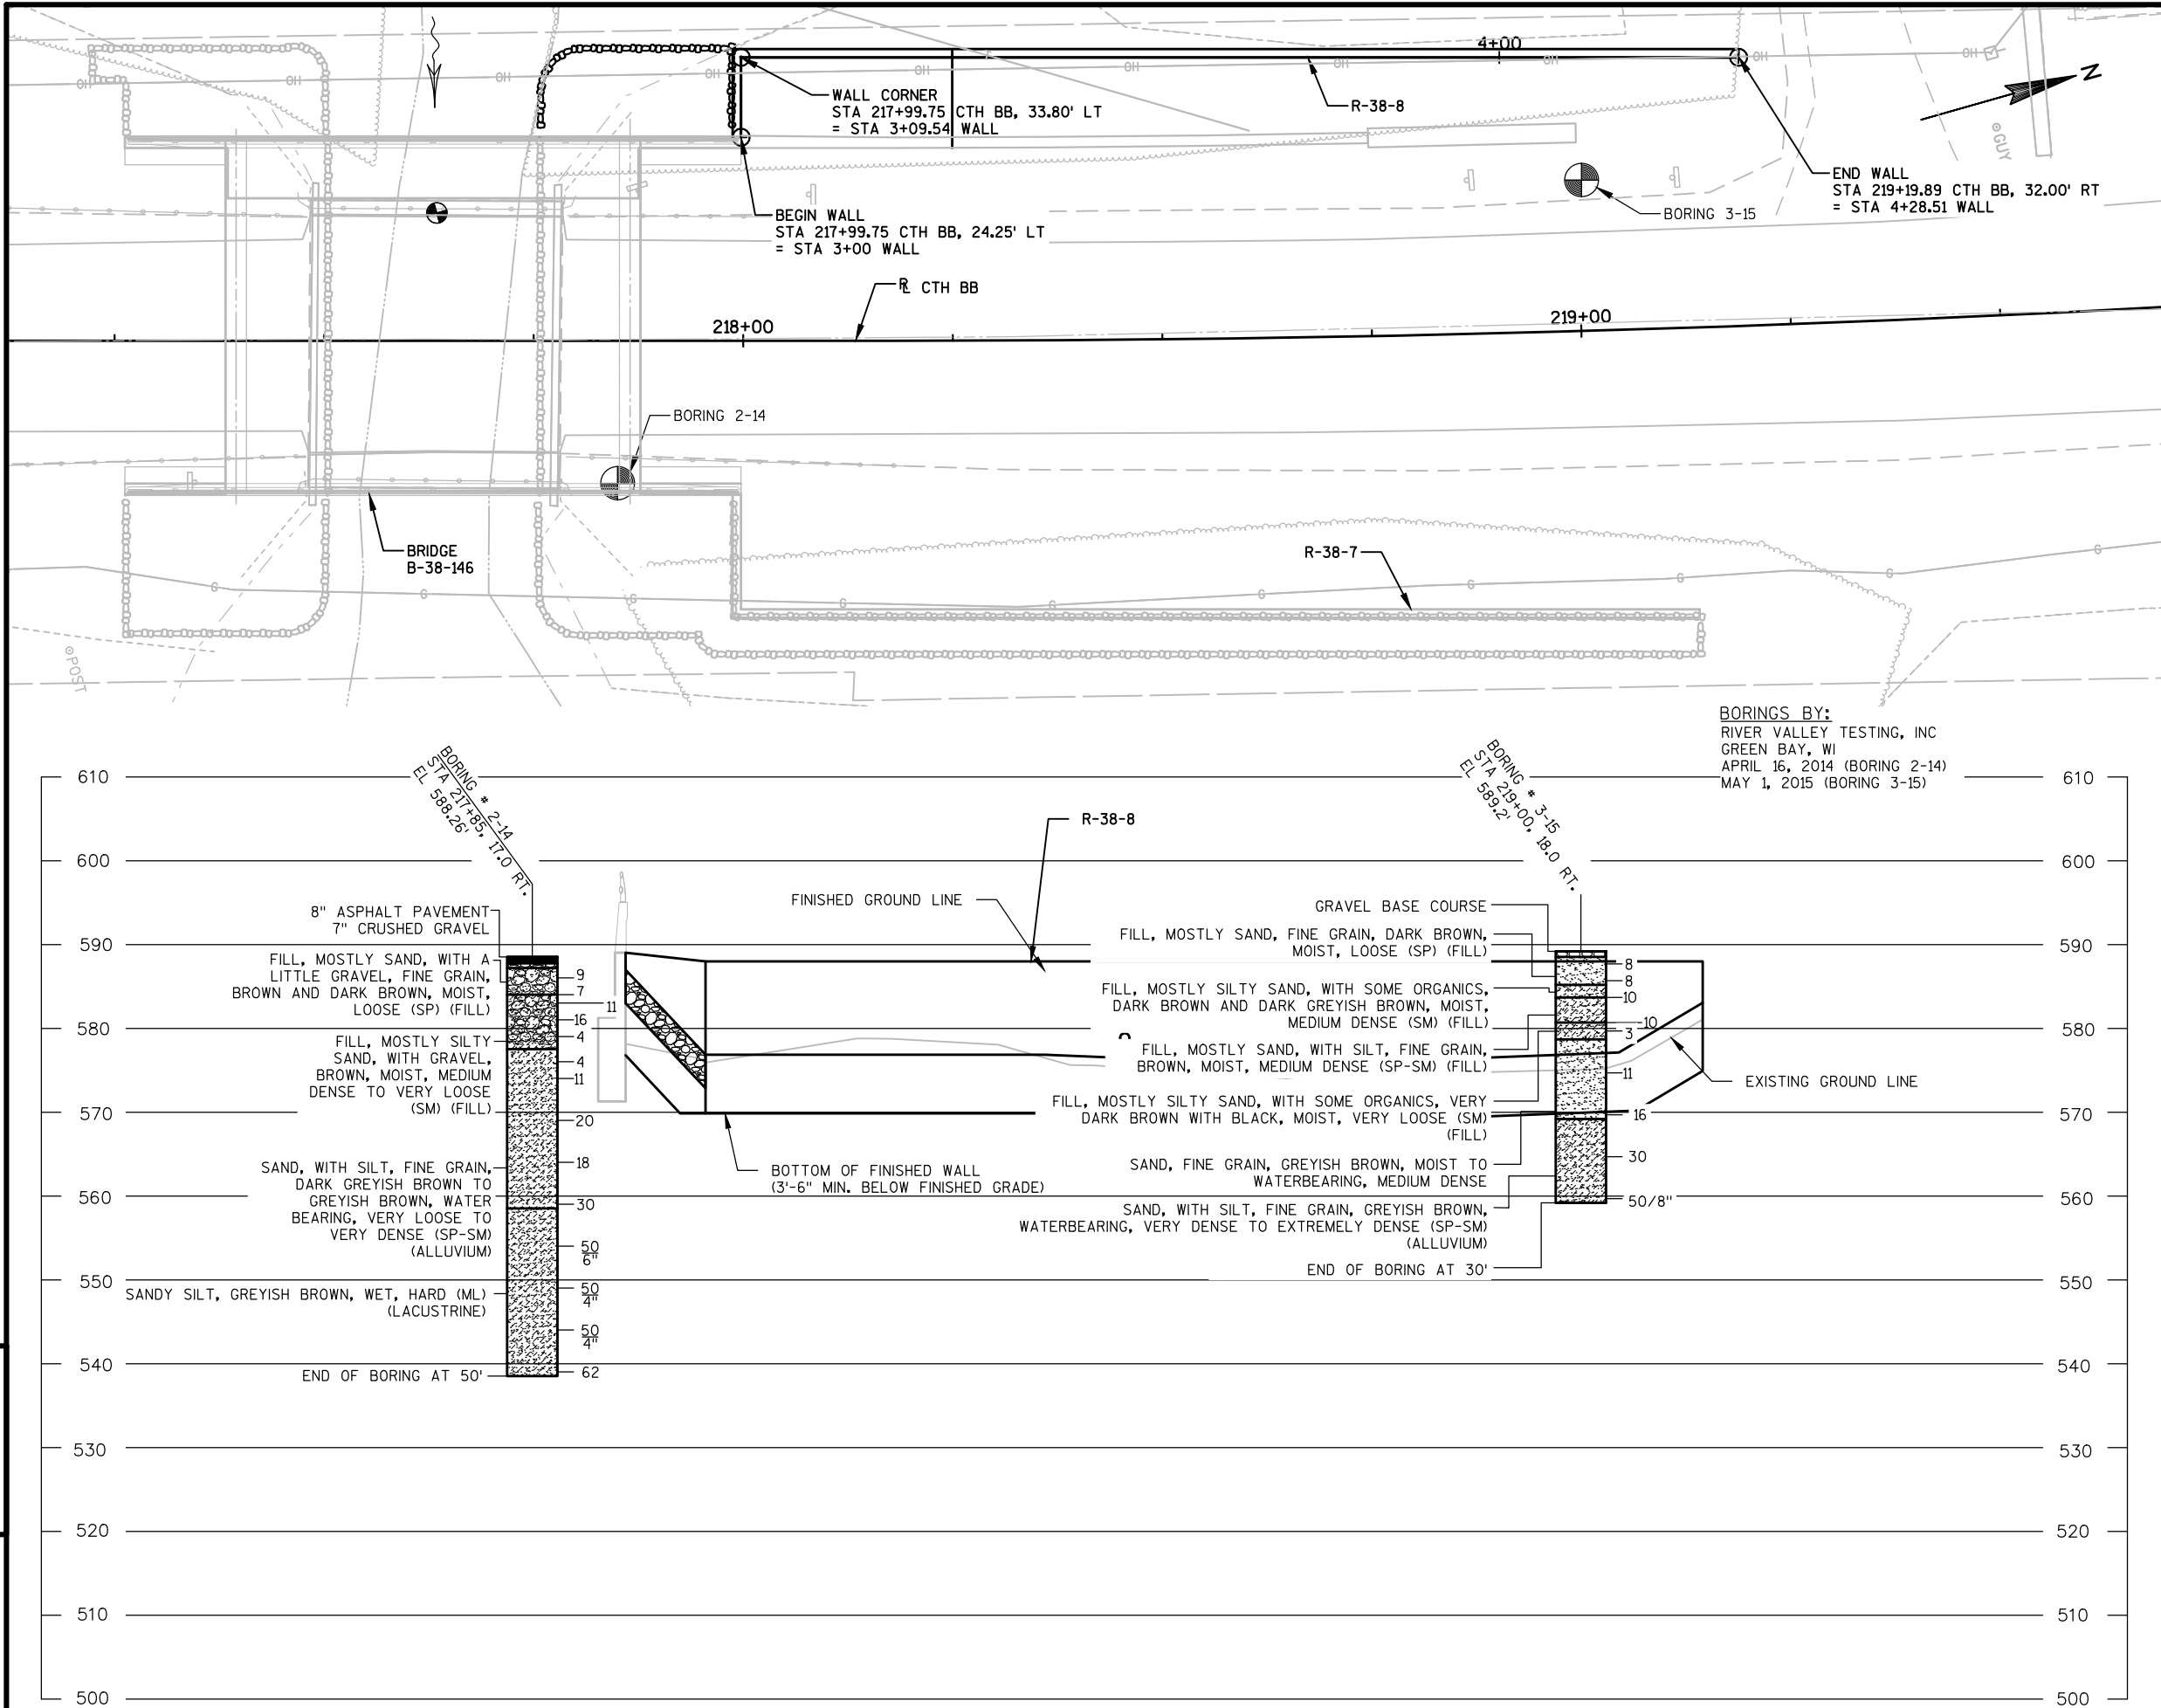 4+00
OH OH OH OH OH OH OH OH OH OH
N
WALL CORNER
STA 217+99.75 CTH BB, 33.80' LT
= STA 3+09.54 WALL
R-38-8
GUY
END WALL
STA 219+19.89 CTH BB, 32.00' RT
= STA 4+28.51 WALL
BEGIN WALL
STA 217+99.75 CTH BB, 24.25' LT
= STA 3+00 WALL
BORING 3-15
RL CTH BB
218+00
219+00
BORING 2-14
BRIDGE
B-38-146
R-38-7
G G G G G G G G G G
POST
BORINGS BY:
RIVER VALLEY TESTING, INC
GREEN BAY, WI
APRIL 16, 2014 (BORING 2-14)
MAY 1, 2015 (BORING 3-15)
BORING # 2-14
STA 217+85, 17.0 RT.
EL 588.26'
BORING # 3-15
STA 219+00, 18.0 RT.
EL 589.2'
610
600
590
580
570
560
550
540
530
520
510
500
8" ASPHALT PAVEMENT
7" CRUSHED GRAVEL
FILL, MOSTLY SAND, WITH A
LITTLE GRAVEL, FINE GRAIN,
BROWN AND DARK BROWN, MOIST,
LOOSE (SP) (FILL)
FILL, MOSTLY SILTY
SAND, WITH GRAVEL,
BROWN, MOIST, MEDIUM
DENSE TO VERY LOOSE
(SM) (FILL)
SAND, WITH SILT, FINE GRAIN,
DARK GREYISH BROWN TO
GREYISH BROWN, WATER
BEARING, VERY LOOSE TO
VERY DENSE (SP-SM)
(ALLUVIUM)
SANDY SILT, GREYISH BROWN, WET, HARD (ML)
(LACUSTRINE)
END OF BORING AT 50'
9
7
11
16
4
4
11
20
18
30
50
6"
50
4"
50
4"
62
R-38-8
FINISHED GROUND LINE
BOTTOM OF FINISHED WALL
(3'-6" MIN. BELOW FINISHED GRADE)
GRAVEL BASE COURSE
FILL, MOSTLY SAND, FINE GRAIN, DARK BROWN,
MOIST, LOOSE (SP) (FILL)
FILL, MOSTLY SILTY SAND, WITH SOME ORGANICS,
DARK BROWN AND DARK GREYISH BROWN, MOIST,
MEDIUM DENSE (SM) (FILL)
FILL, MOSTLY SAND, WITH SILT, FINE GRAIN,
BROWN, MOIST, MEDIUM DENSE (SP-SM) (FILL)
FILL, MOSTLY SILTY SAND, WITH SOME ORGANICS, VERY
DARK BROWN WITH BLACK, MOIST, VERY LOOSE (SM)
(FILL)
SAND, FINE GRAIN, GREYISH BROWN, MOIST TO
WATERBEARING, MEDIUM DENSE
SAND, WITH SILT, FINE GRAIN, GREYISH BROWN,
WATERBEARING, VERY DENSE TO EXTREMELY DENSE (SP-SM)
(ALLUVIUM)
END OF BORING AT 30'
8
8
10
10
3
11
16
30
50/8"
EXISTING GROUND LINE
610
600
590
580
570
560
550
540
530
520
510
500